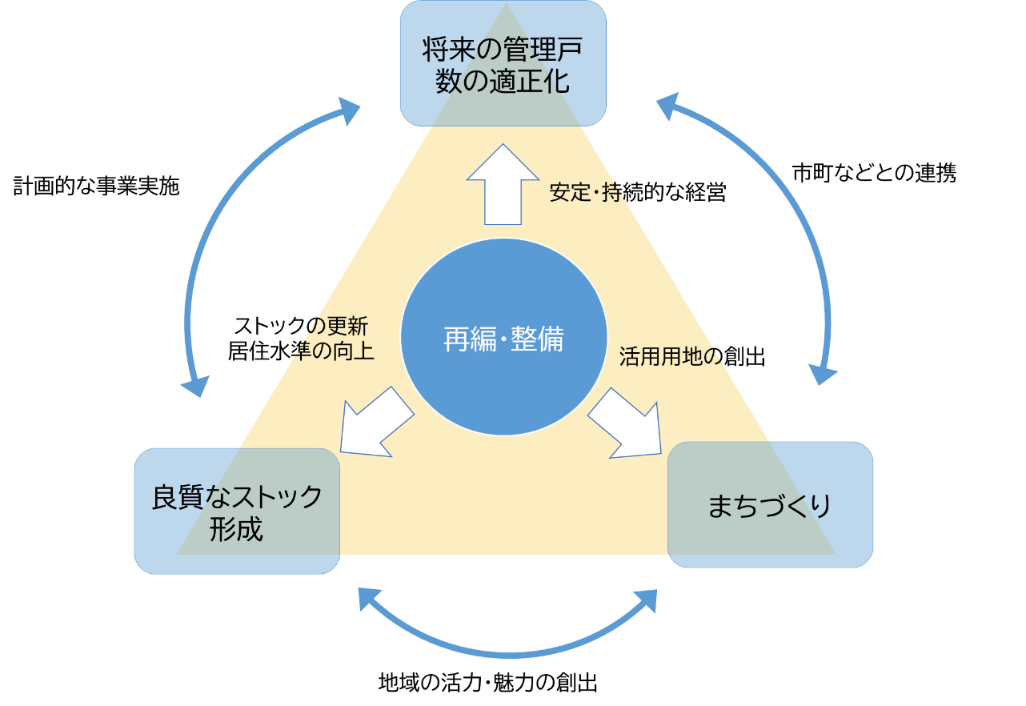 将来の管理戸
数の適正化
計画的な事業実施
市町などとの連携
安定・持続的な経営
ストックの更新
居住水準の向上
再編・整備
活用用地の創出
良質なストック
形成
まちづくり
地域の活力・魅力の創出